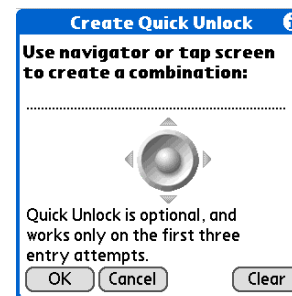 Create Quick Unlock
Use navigator or tap screen
to create a combination:
Quick Unlock is optional, and
works only on the first three
entry attempts.
OK Cancel Clear